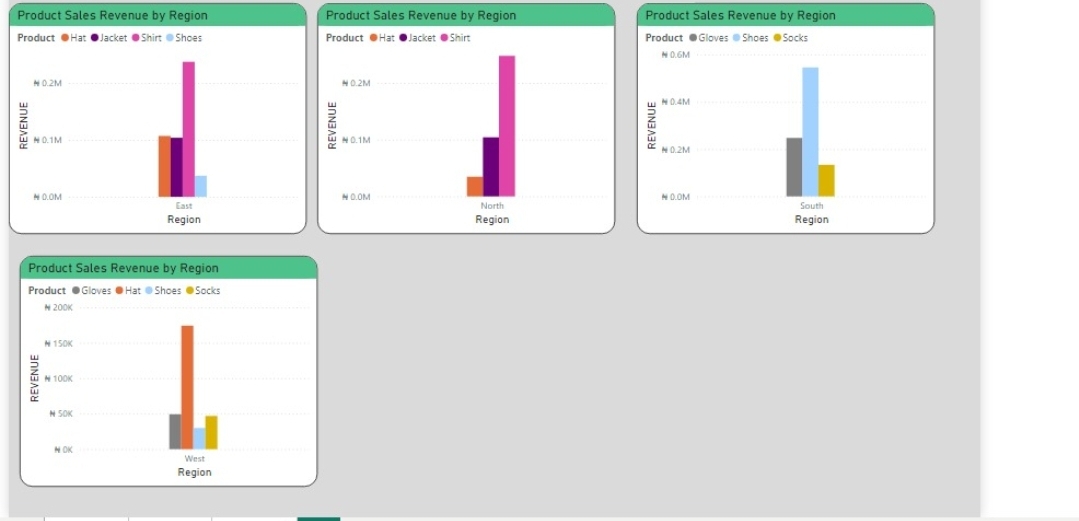 Product Sales Revenue by Region
Product Hat Jacket Shirt Shoes
₦ 0.2M
₦ 0.1M
₦ 0.0M
REVENUE
East
Region
Product Sales Revenue by Region
Product Hat Jacket Shirt
₦ 0.2M
₦ 0.1M
₦ 0.0M
REVENUE
North
Region
Product Sales Revenue by Region
Product Gloves Shoes Socks
₦ 0.6M
₦ 0.4M
₦ 0.2M
₦ 0.0M
REVENUE
South
Region
Product Sales Revenue by Region
Product Gloves Hat Shoes Socks
₦ 200K
₦ 150K
₦ 100K
₦ 50K
₦ 0K
REVENUE
West
Region